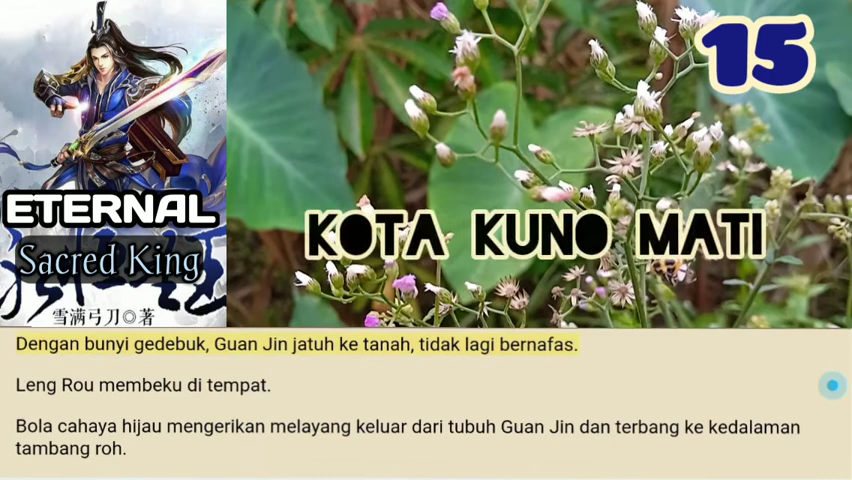 15
ETERNAL
Sacred King
雪满弓刀◎著
KOTA KUNO MATI
Dengan bunyi gedebuk, Guan Jin jatuh ke tanah, tidak lagi bernafas.
Leng Rou membeku di tempat.
Bola cahaya hijau mengerikan melayang keluar dari tubuh Guan Jin dan terbang ke kedalaman
tambang roh.